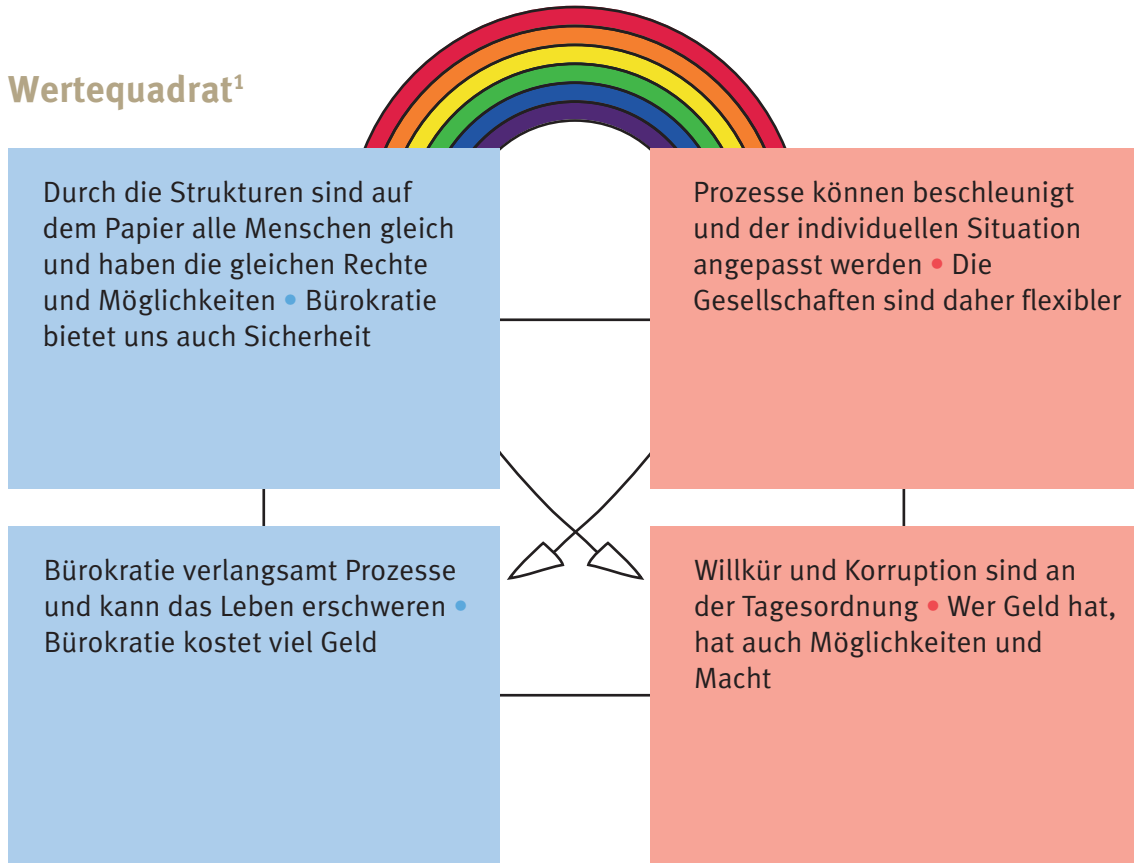 Wertequadrat¹
Durch die Strukturen sind auf
dem Papier alle Menschen gleich
und haben die gleichen Rechte
und Möglichkeiten • Bürokratie
bietet uns auch Sicherheit
Prozesse können beschleunigt
und der individuellen Situation
angepasst werden • Die
Gesellschaften sind daher flexibler
Bürokratie verlangsamt Prozesse
und kann das Leben erschweren •
Bürokratie kostet viel Geld
Willkür und Korruption sind an
der Tagesordnung • Wer Geld hat,
hat auch Möglichkeiten und
Macht